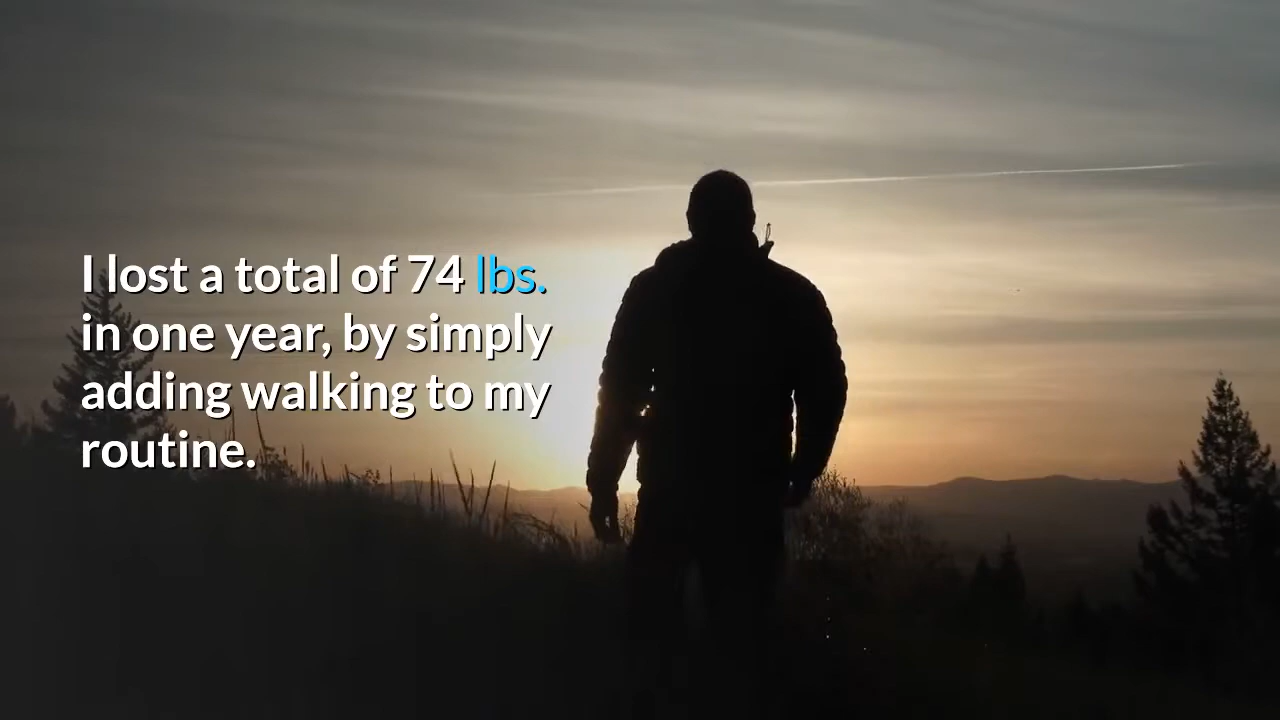 I lost a total of 74 lbs.
in one year, by simply
adding walking to my
routine.